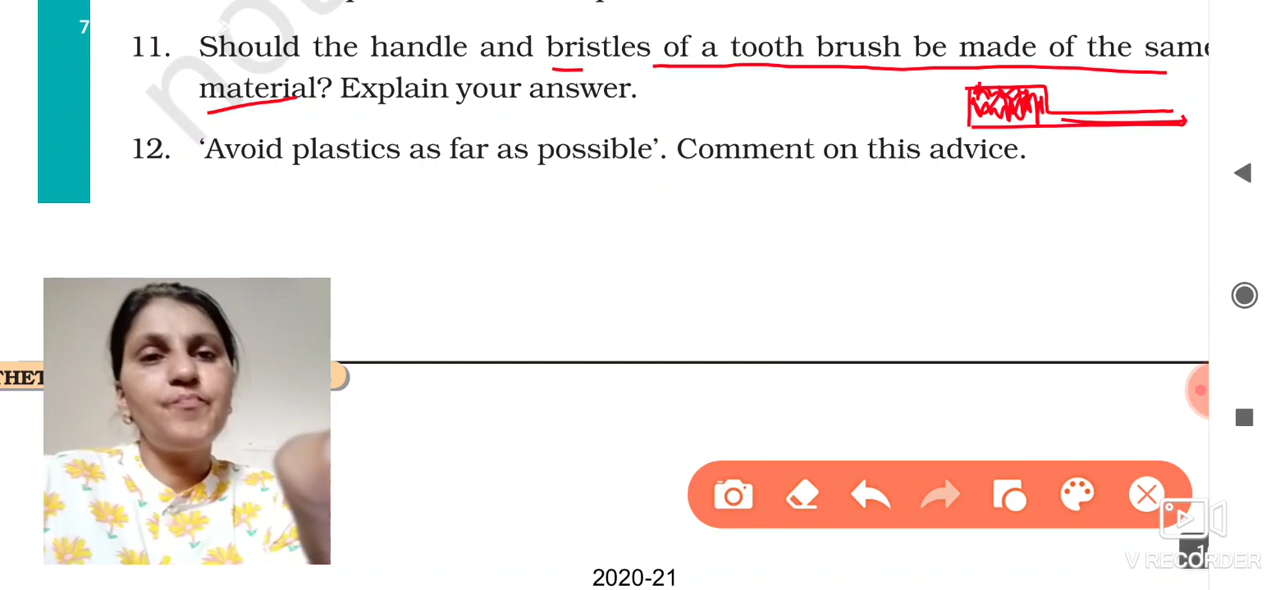 7
11. Should the handle and bristles of a tooth brush be made of the same
material? Explain your answer.
12. ‘Avoid plastics as far as possible’. Comment on this advice.
THET
2020-21
V RECORDER